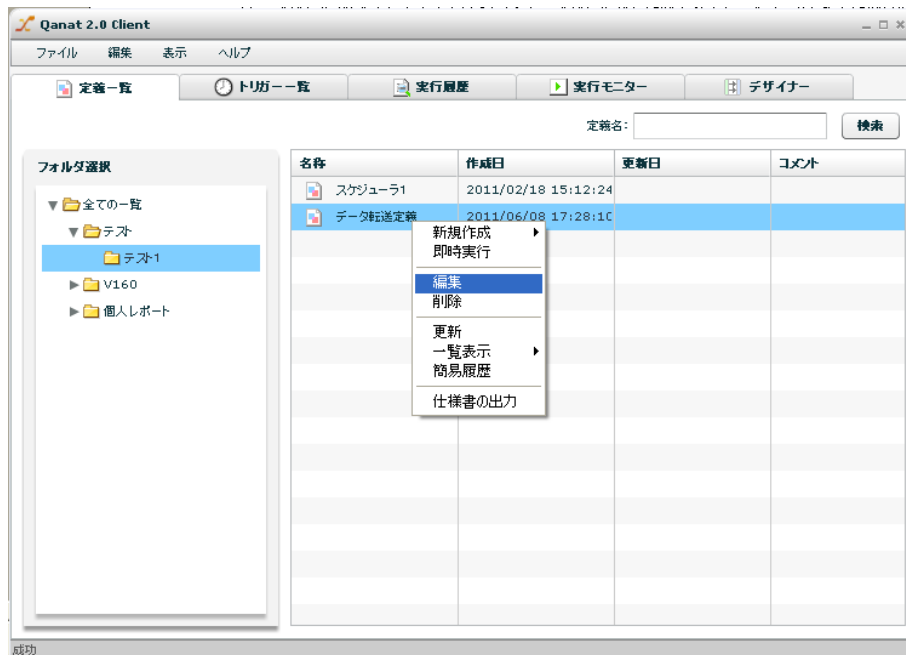 Qanat 2.0 Client
ファイル 編集 表示 ヘルプ
定義一覧 トリガー一覧 実行履歴 実行モニター デザイナー
定義名: 検索
フォルダ選択
名称 作成日 更新日 コメント
スケジューラ1 2011/02/18 15:12:24
データ転送定義 2011/06/08 17:28:10
全ての一覧
テスト
テスト1
V160
個人レポート
新規作成
即時実行
編集
削除
更新
一覧表示
簡易履歴
仕様書の出力
成功